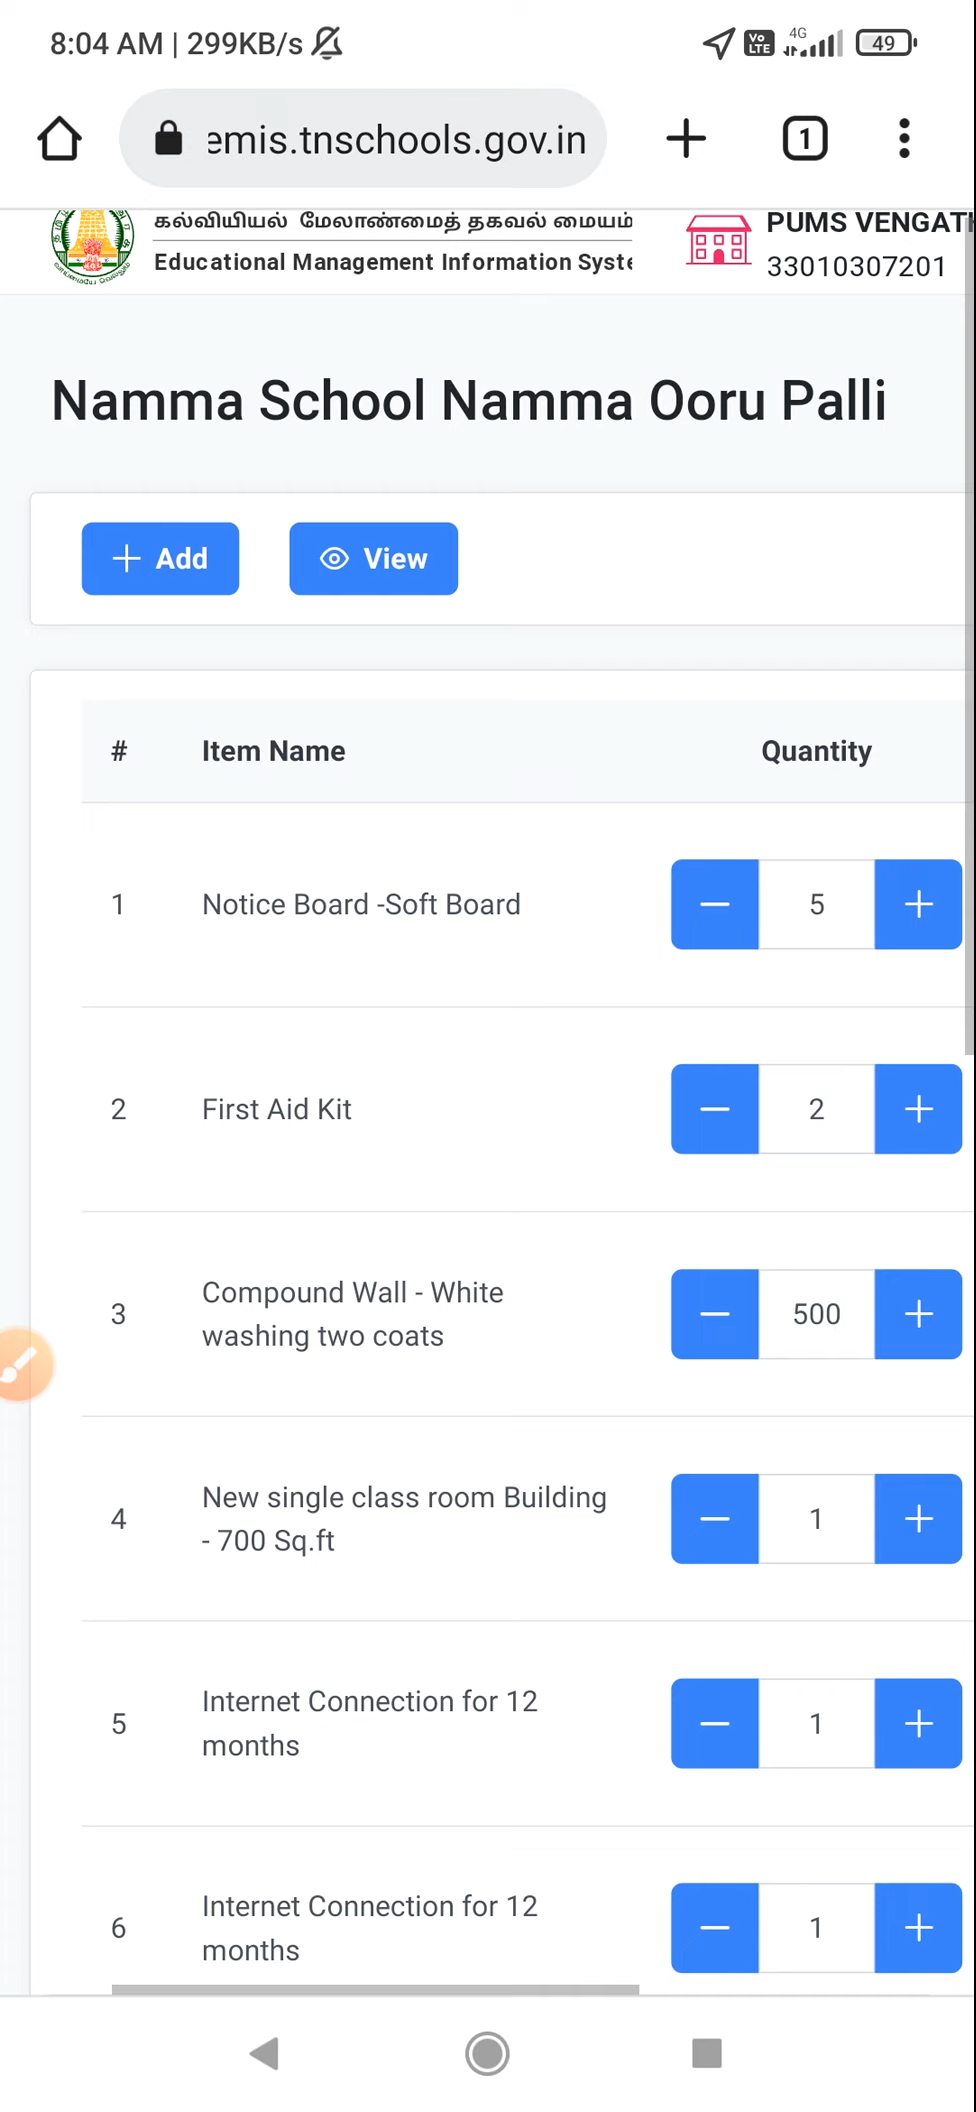 8:04 AM | 299KB/s 4G 49
Vo LTE
emis.tnschools.gov.in 1
கல்வியியல் மேலாண்மைத் தகவல் மையம்
PUMS VENGATH
Educational Management Information Syste
33010307201
Namma School Namma Ooru Palli
+ Add View
# Item Name Quantity
1 Notice Board -Soft Board − 5 +
2 First Aid Kit − 2 +
3 Compound Wall - White
washing two coats − 500 +
4 New single class room Building
- 700 Sq.ft − 1 +
5 Internet Connection for 12
months − 1 +
6 Internet Connection for 12
months − 1 +